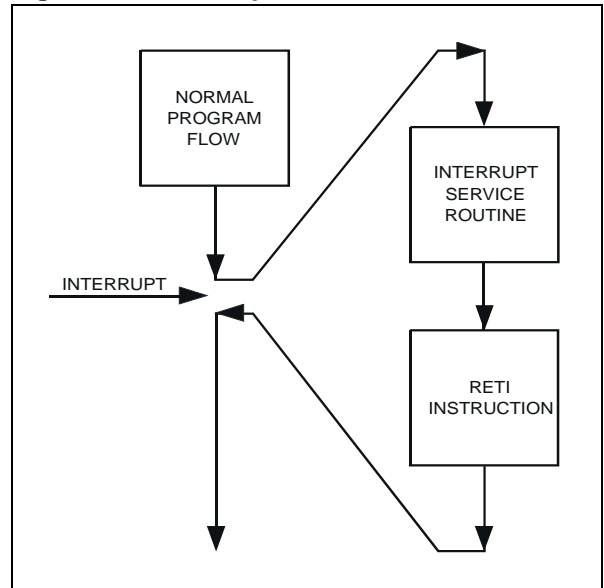 NORMAL
PROGRAM
FLOW
INTERRUPT
SERVICE
ROUTINE
INTERRUPT
RETI
INSTRUCTION